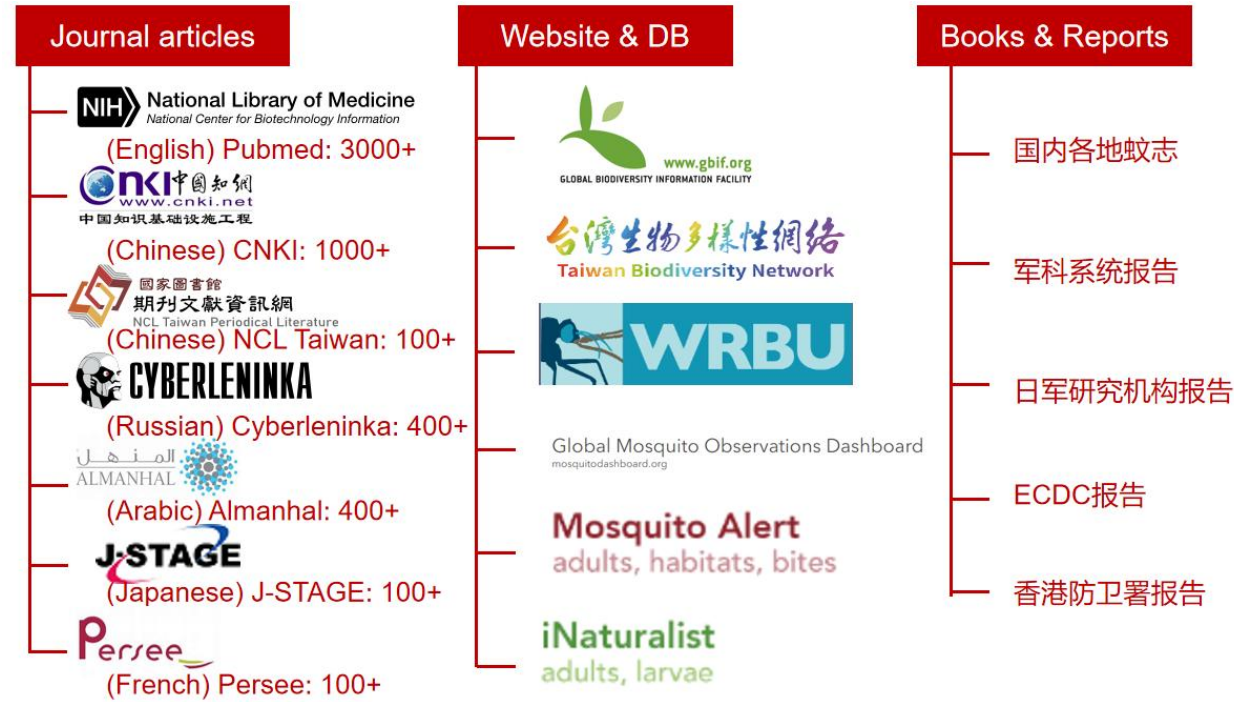 Journal articles
NIH National Library of Medicine
National Center for Biotechnology Information
(English) Pubmed: 3000+
cnki中國知網
www.cnki.net
中国知识基础设施工程
(Chinese) CNKI: 1000+
國家圖書館
期刊文獻資訊網
NCL Taiwan Periodical Literature
(Chinese) NCL Taiwan: 100+
CYBERLENINKA
(Russian) Cyberleninka: 400+
المنهل
ALMANHAL
(Arabic) Almanhal: 400+
J-STAGE
(Japanese) J-STAGE: 100+
Persee
(French) Persee: 100+
Website & DB
www.gbif.org
GLOBAL BIODIVERSITY INFORMATION FACILITY
台灣生物多樣性網絡
Taiwan Biodiversity Network
WRBU
Global Mosquito Observations Dashboard
mosquitodashboard.org
Mosquito Alert
adults, habitats, bites
iNaturalist
adults, larvae
Books & Reports
国内各地蚊志
军科系统报告
日军研究机构报告
ECDC报告
香港防卫署报告